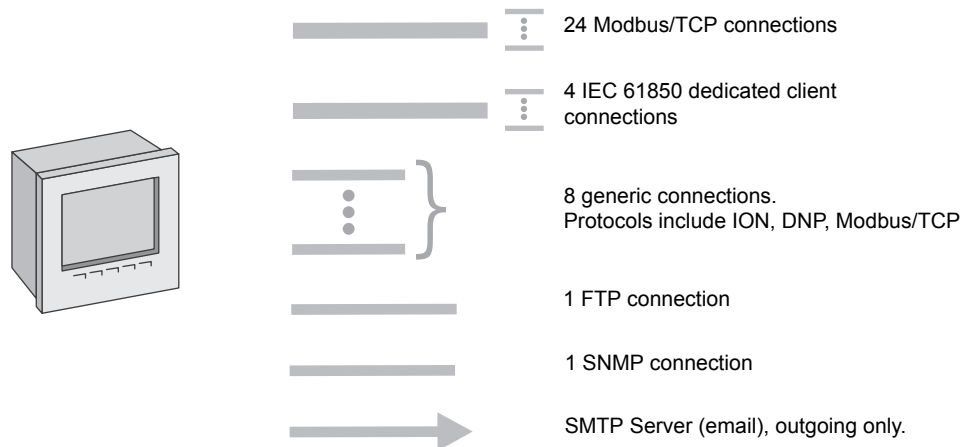 24 Modbus/TCP connections
4 IEC 61850 dedicated client
connections
8 generic connections.
Protocols include ION, DNP, Modbus/TCP
1 FTP connection
1 SNMP connection
SMTP Server (email), outgoing only.